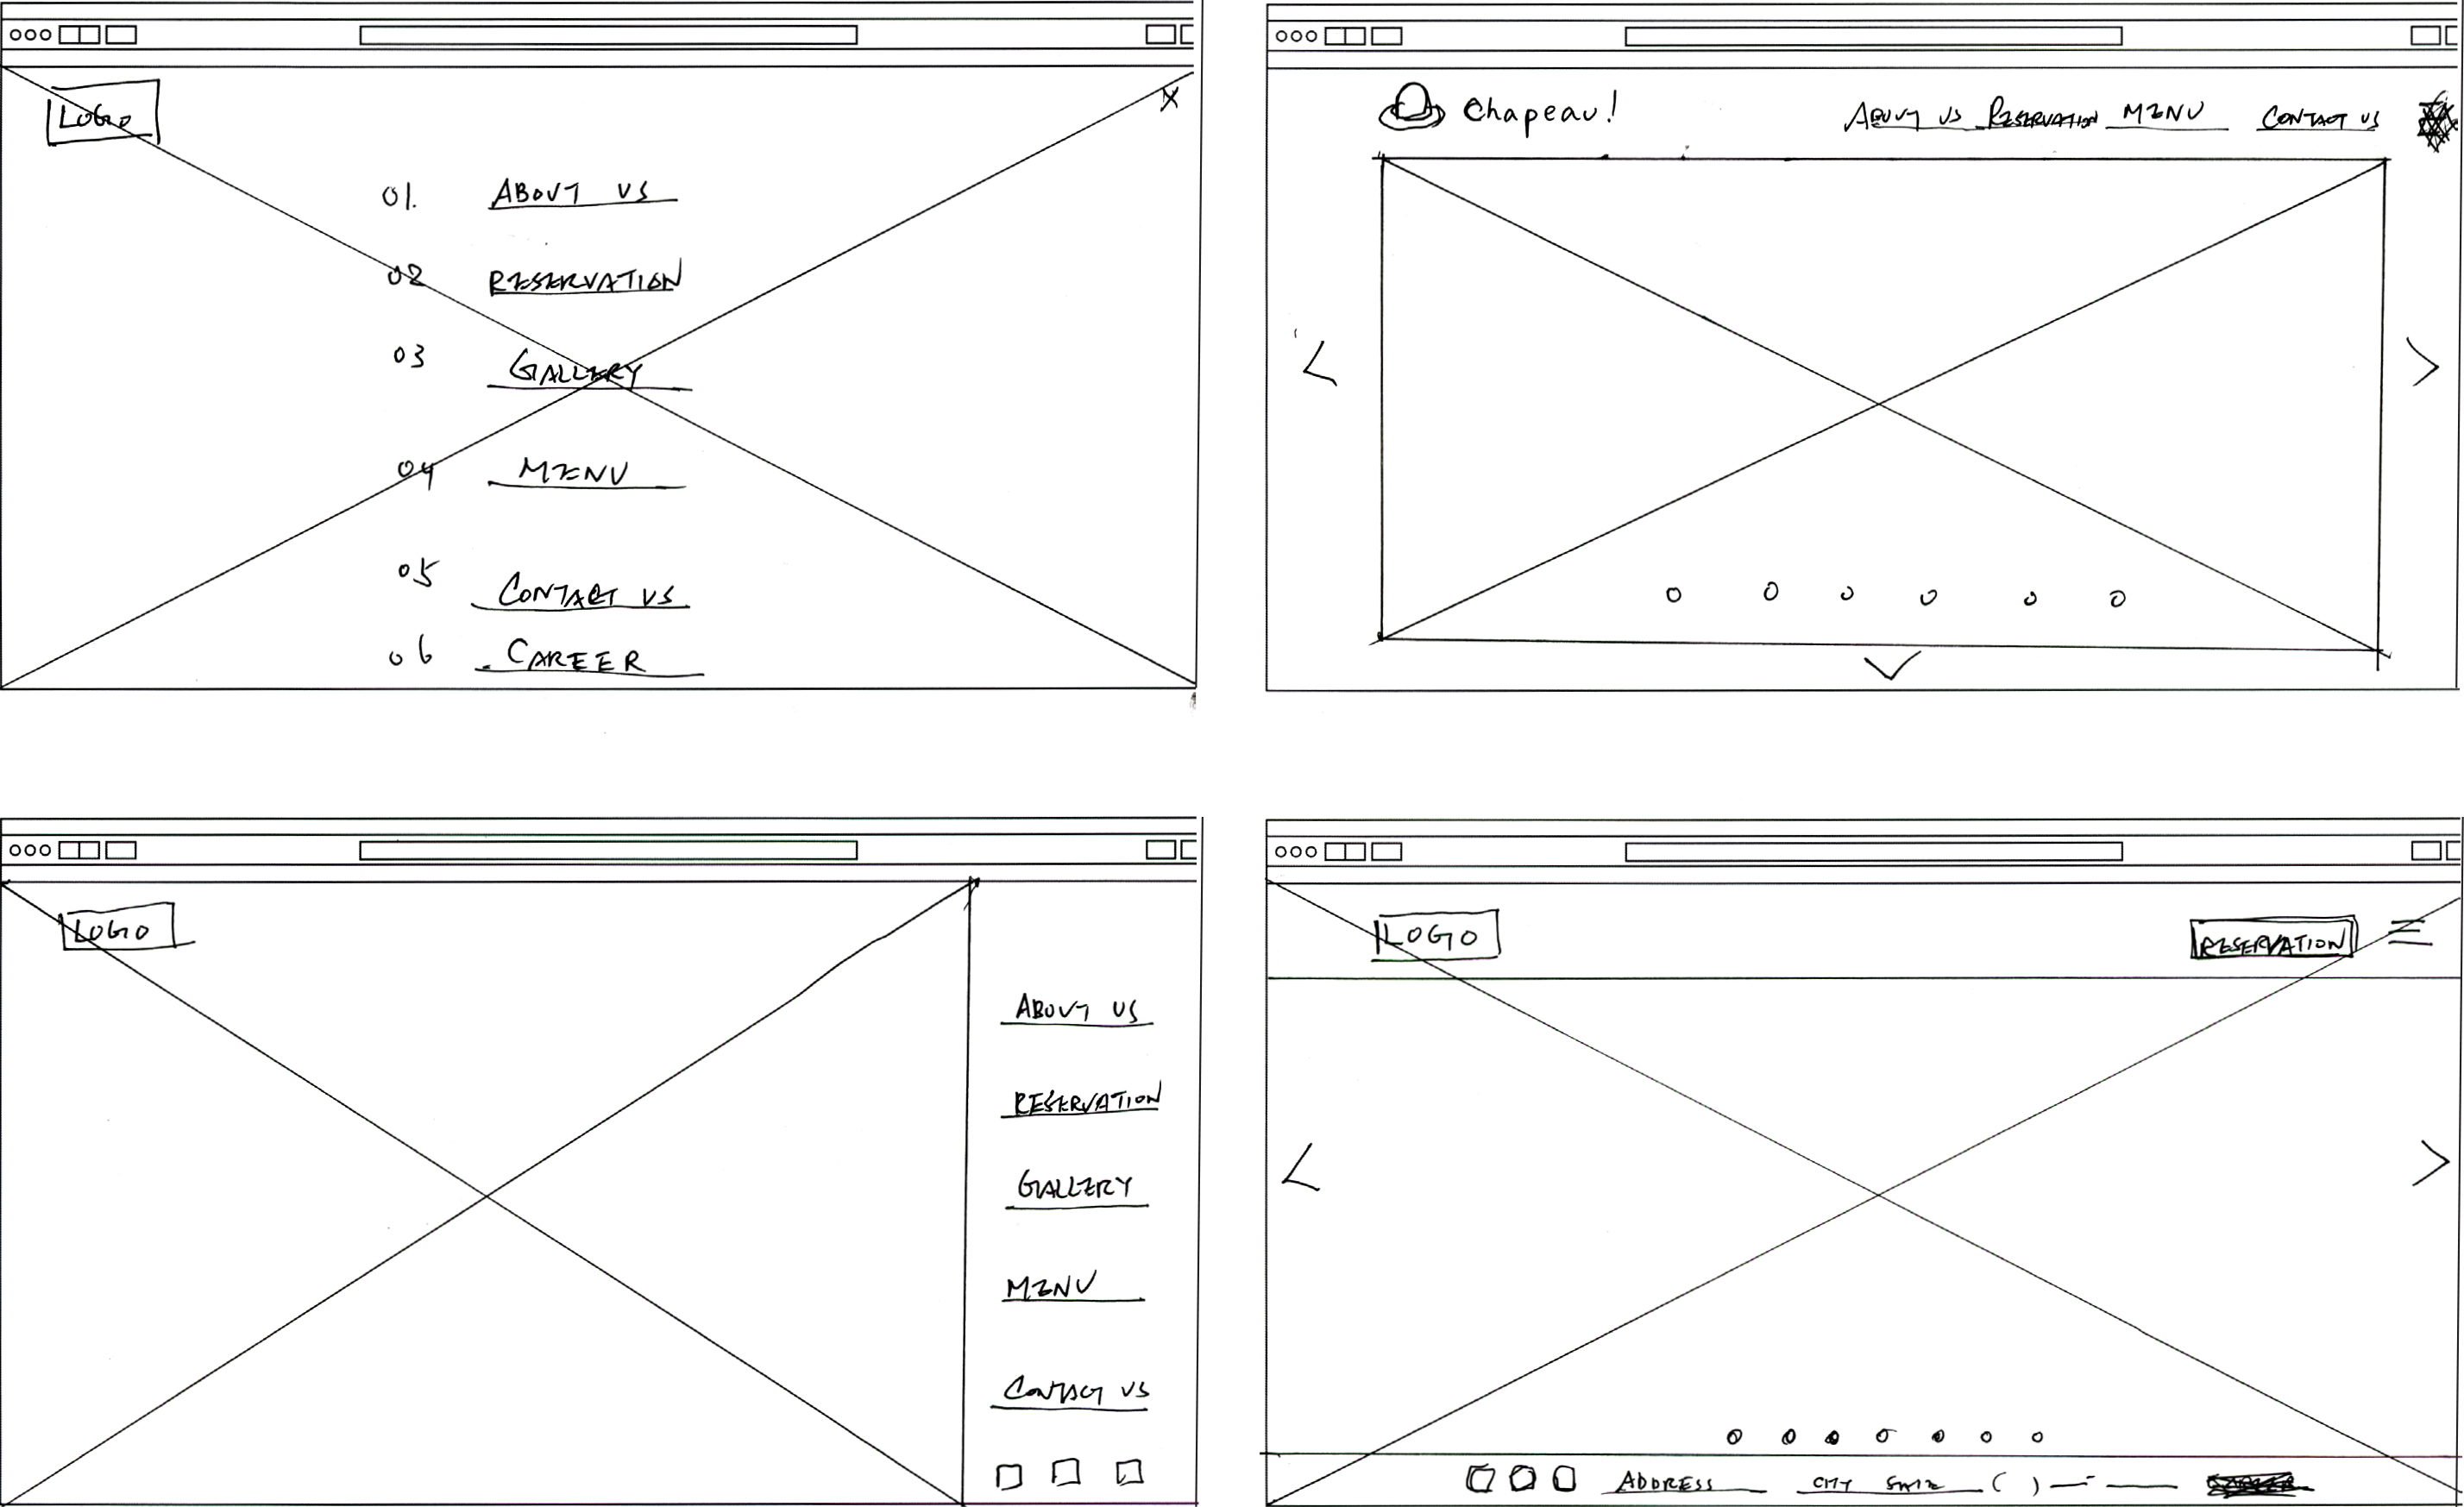 LOGO
X
01. ABOUT US
02 RESERVATION
03 GALLERY
04 MENU
05 CONTACT US
06 CAREER
Chapeau! ABOUT US RESERVATION MENU CONTACT US
LOGO
ABOUT US
RESERVATION
GALLERY
MENU
CONTACT US
LOGO RESERVATION
ADDRESS CITY STATE ( ) — - —